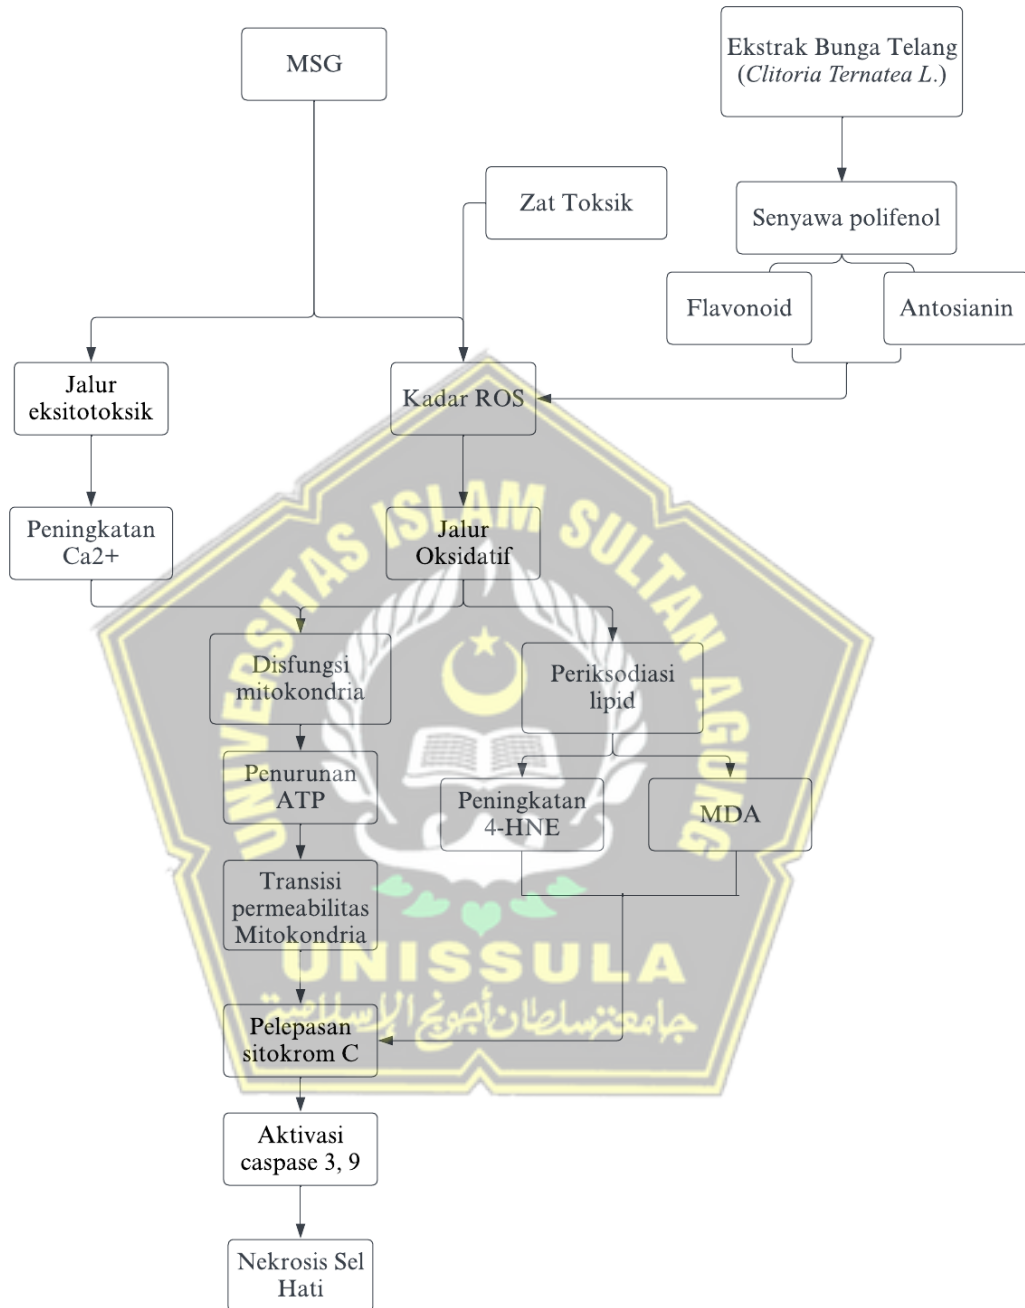 MSG
Ekstrak Bunga Telang
(Clitoria Ternatea L.)
Zat Toksik
Senyawa polifenol
Flavonoid
Antosianin
Jalur
eksitotoksik
Kadar ROS
Peningkatan
Ca2+
Jalur
Oksidatif
UNIVERSITAS ISLAM SULTAN AGUNG
Disfungsi
mitokondria
Periksodiasi
lipid
Penurunan
ATP
Peningkatan
4-HNE
MDA
Transisi
permeabilitas
Mitokondria
UNISSULA
جامعتنسلطان أجونج الإسلامية
Pelepasan
sitokrom C
Aktivasi
caspase 3, 9
Nekrosis Sel
Hati